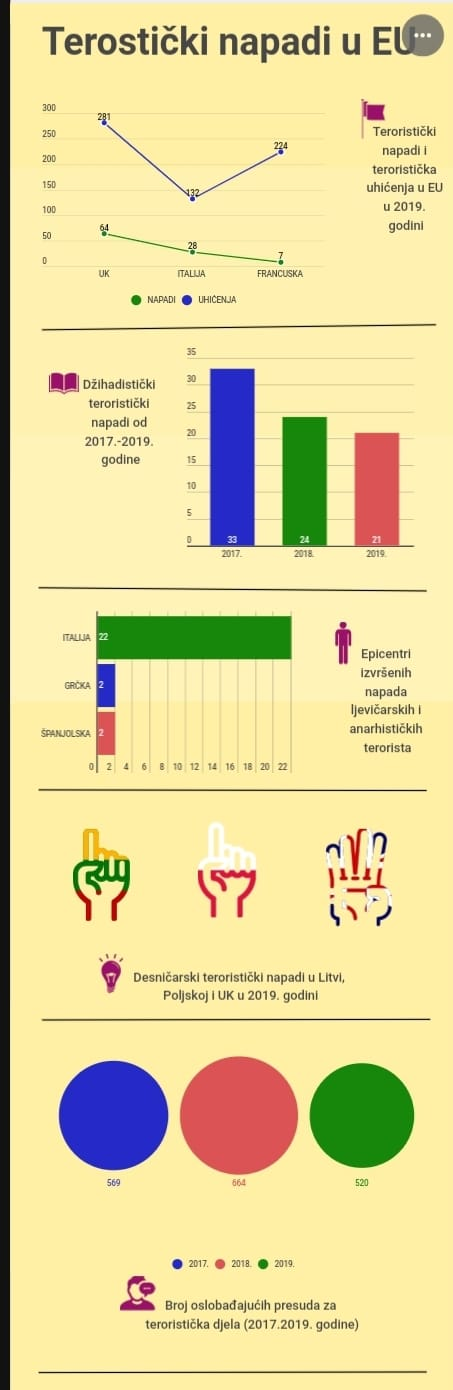 Terostički napadi u EU
300
250
200
150
100
50
0
281
132
224
64
28
7
UK
ITALIJA
FRANCUSKA
NAPADI
UHIĆENJA
Teroristički
napadi i
teroristička
uhićenja u EU
u 2019.
godini
Džihadistički
teroristički
napadi od
2017.-2019.
godine
35
30
25
20
15
10
5
0
33
24
21
2017.
2018.
2019.
ITALIJA
22
GRČKA
2
ŠPANJOLSKA
2
0 2 4 6 8 10 12 14 16 18 20 22
Epicentri
izvršenih
napada
ljevičarskih i
anarhističkih
terorista
Desničarski teroristički napadi u Litvi,
Poljskoj i UK u 2019. godini
569
664
520
2017.
2018.
2019.
Broj oslobađajućih presuda za
teroristička djela (2017.2019. godine)